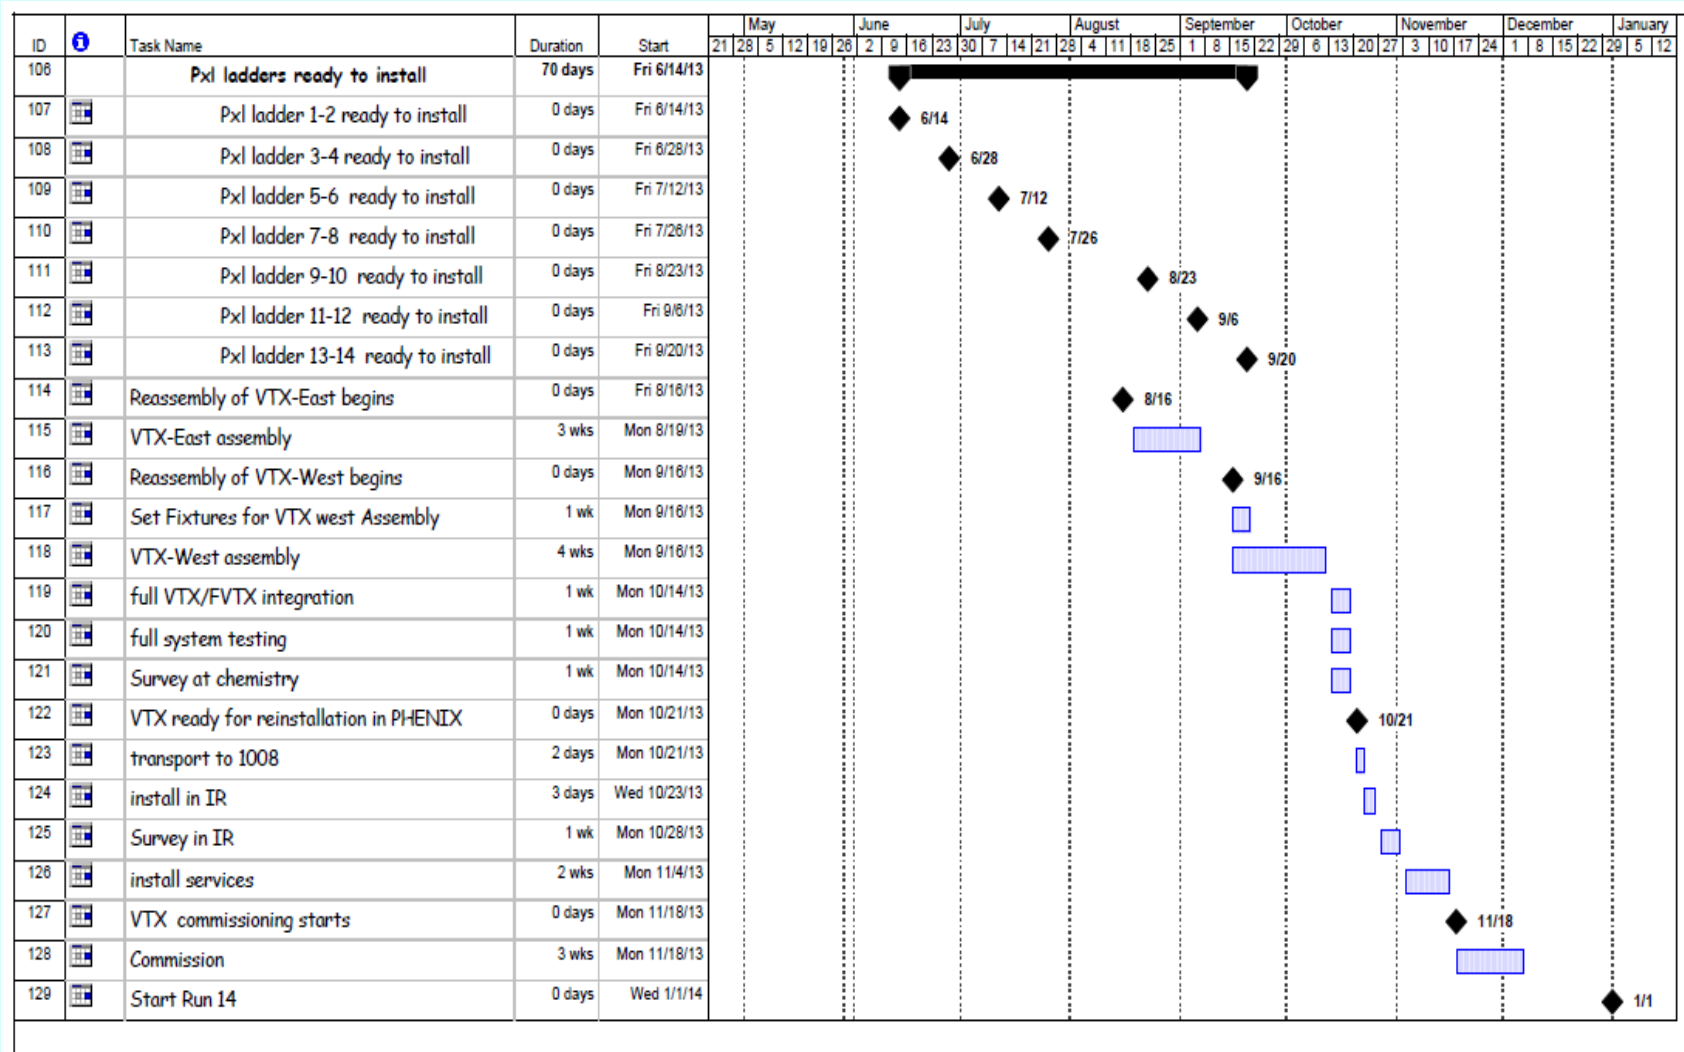 May June July August September October November December January
ID i Task Name Duration Start 21 28 5 12 19 26 2 9 16 23 30 7 14 21 28 4 11 18 25 1 8 15 22 29 6 13 20 27 3 10 17 24 1 8 15 22 29 5 12
106 Pxl ladders ready to install 70 days Fri 6/14/13
107 Pxl ladder 1-2 ready to install 0 days Fri 6/14/13 6/14
108 Pxl ladder 3-4 ready to install 0 days Fri 6/28/13 6/28
109 Pxl ladder 5-6 ready to install 0 days Fri 7/12/13 7/12
110 Pxl ladder 7-8 ready to install 0 days Fri 7/26/13 7/26
111 Pxl ladder 9-10 ready to install 0 days Fri 8/23/13 8/23
112 Pxl ladder 11-12 ready to install 0 days Fri 9/6/13 9/6
113 Pxl ladder 13-14 ready to install 0 days Fri 9/20/13 9/20
114 Reassembly of VTX-East begins 0 days Fri 8/16/13 8/16
115 VTX-East assembly 3 wks Mon 8/19/13
116 Reassembly of VTX-West begins 0 days Mon 9/16/13 9/16
117 Set Fixtures for VTX west Assembly 1 wk Mon 9/16/13
118 VTX-West assembly 4 wks Mon 9/16/13
119 full VTX/FVTX integration 1 wk Mon 10/14/13
120 full system testing 1 wk Mon 10/14/13
121 Survey at chemistry 1 wk Mon 10/14/13
122 VTX ready for reinstallation in PHENIX 0 days Mon 10/21/13 10/21
123 transport to 1008 2 days Mon 10/21/13
124 install in IR 3 days Wed 10/23/13
125 Survey in IR 1 wk Mon 10/28/13
126 install services 2 wks Mon 11/4/13
127 VTX commissioning starts 0 days Mon 11/18/13 11/18
128 Commission 3 wks Mon 11/18/13
129 Start Run 14 0 days Wed 1/1/14 1/1